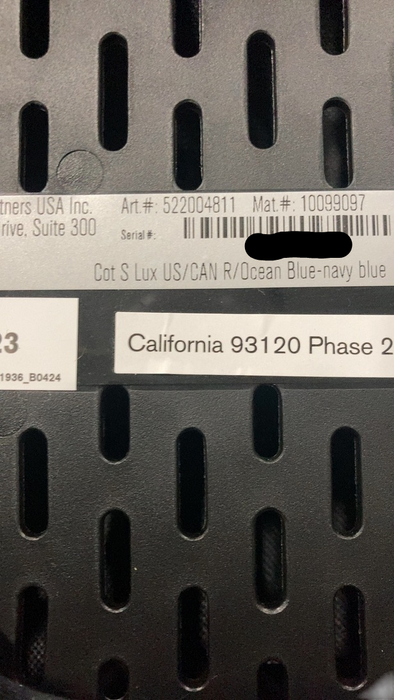 tners USA Inc.
rive, Suite 300
Art.#: 522004811 Mat.#: 10099097
Serial#:
Cot S Lux US/CAN R/Ocean Blue-navy blue
23
1936_B0424
California 93120 Phase 2